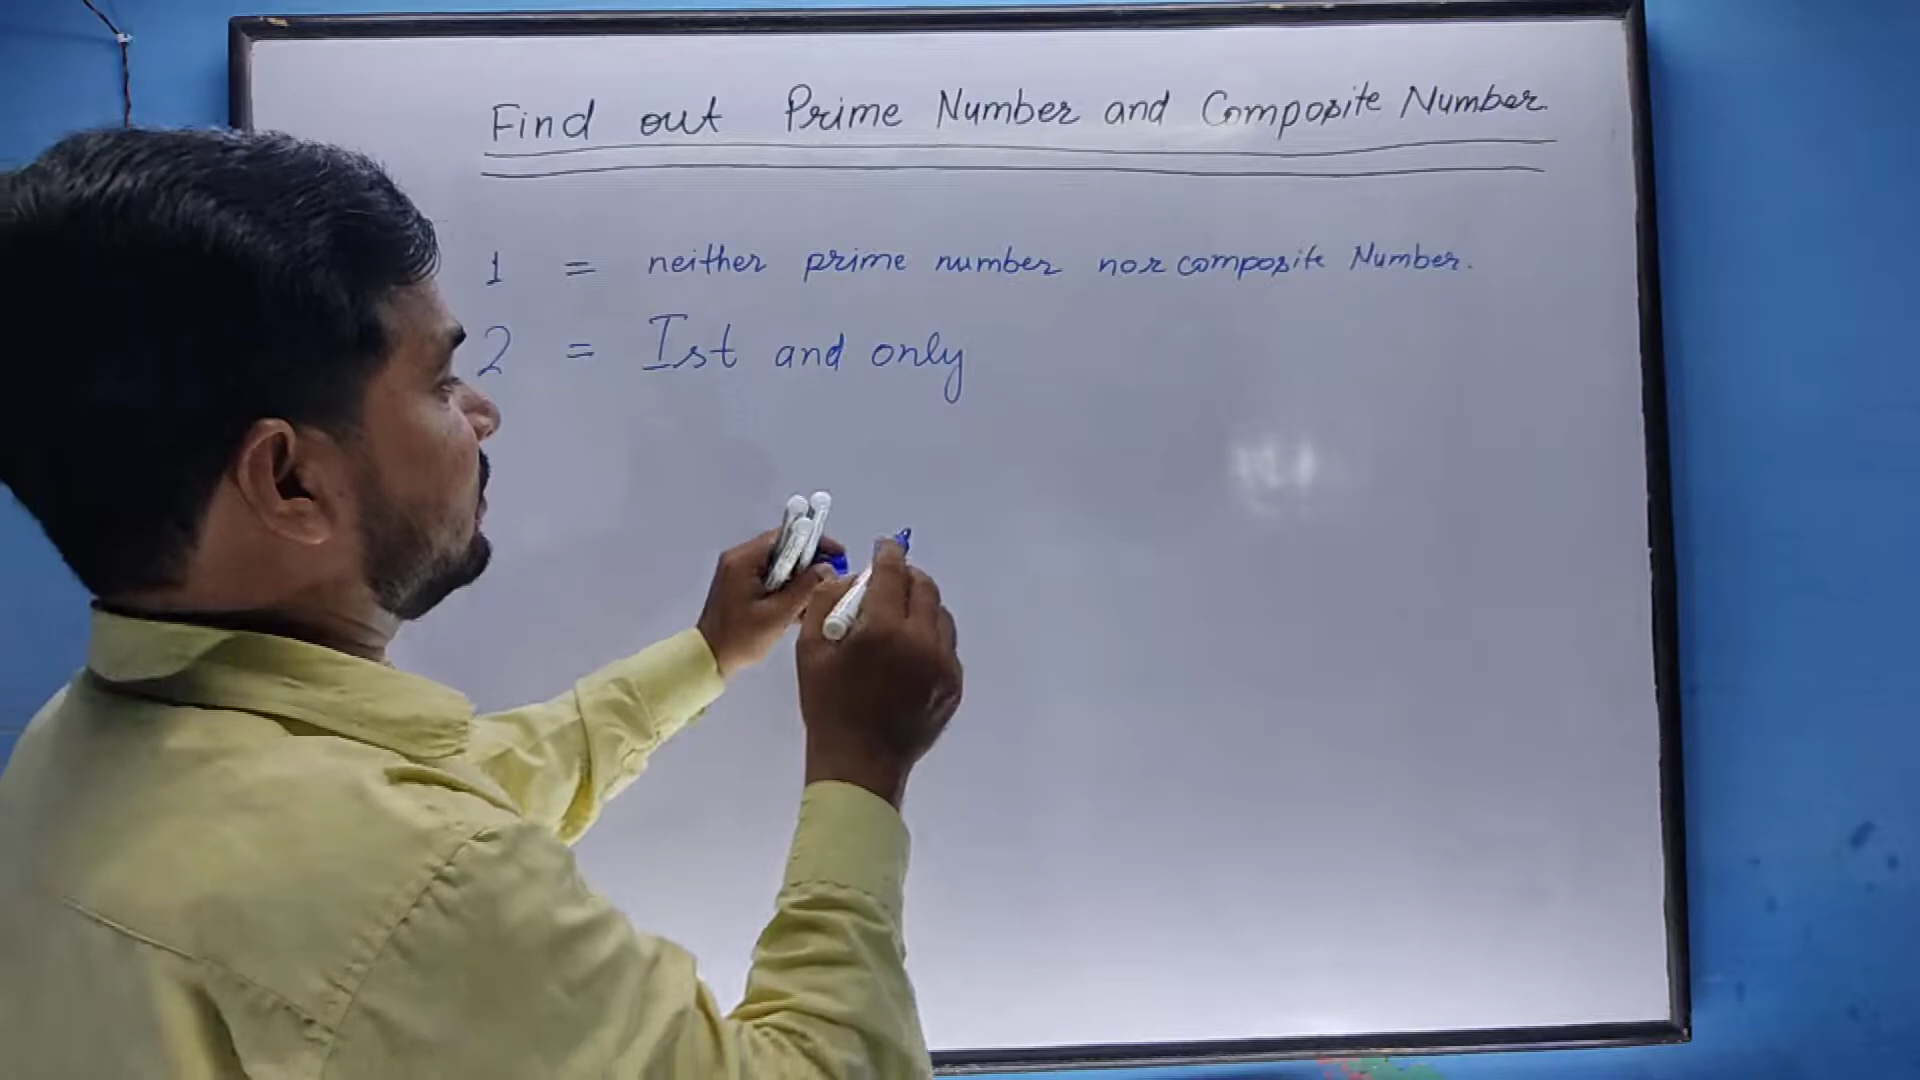 Find out Prime Number and Composite Number.
1 = neither prime number nor composite Number.
2 = Ist and only